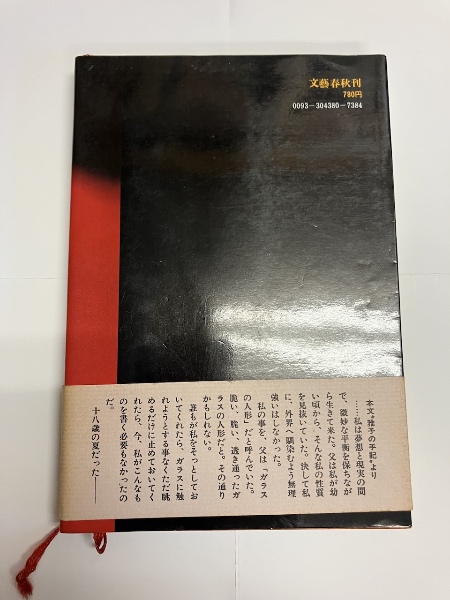 文藝春秋刊
780円
0093-304380-7384
本文〝雅子の手記〟より
……私は夢想と現実の間
で、微妙な平衡を保ちなが
ら生きて来た。父は私が幼
い頃から、そんな私の性質
を見抜いていた。決して私
に、外界へ馴染むよう無理
強いはしなかった。
私の事を、父は「ガラス
の人形」だと呼んでいた。
脆い、脆い、透き通ったガ
ラスの人形だと。その通り
かもしれない。
誰もが私をそっとしてお
いてくれたら、ガラスに触
れようとする事なくただ眺
めるだけに止めておいてく
れたら、今、私がこんなも
のを書く必要もなかったの
だ。
十八歳の夏だった――